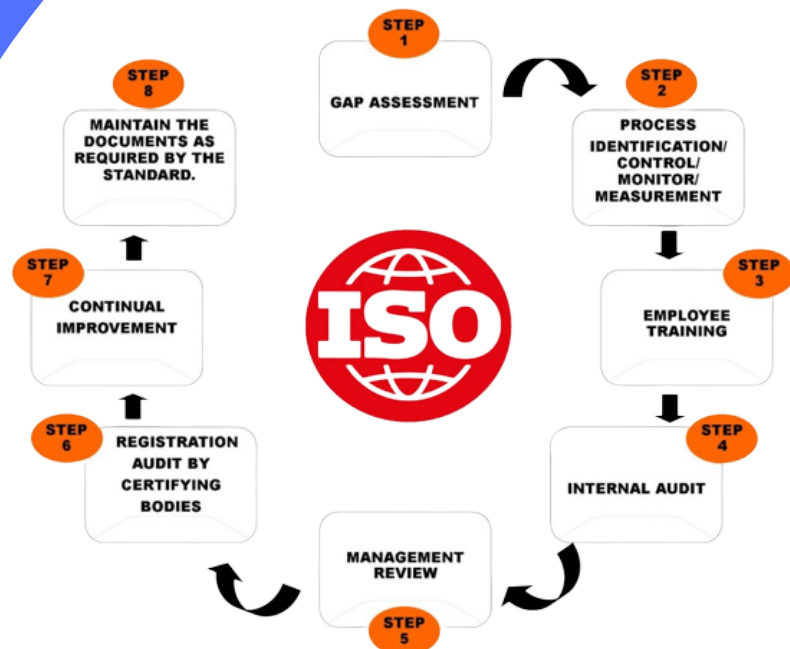 STEP
1
GAP ASSESSMENT
STEP
2
PROCESS
IDENTIFICATION/
CONTROL/
MONITOR/
MEASUREMENT
STEP
3
EMPLOYEE
TRAINING
STEP
4
INTERNAL AUDIT
MANAGEMENT
REVIEW
STEP
5
STEP
6
REGISTRATION
AUDIT BY
CERTIFYING
BODIES
STEP
7
CONTINUAL
IMPROVEMENT
STEP
8
MAINTAIN THE
DOCUMENTS AS
REQUIRED BY THE
STANDARD.
ISO